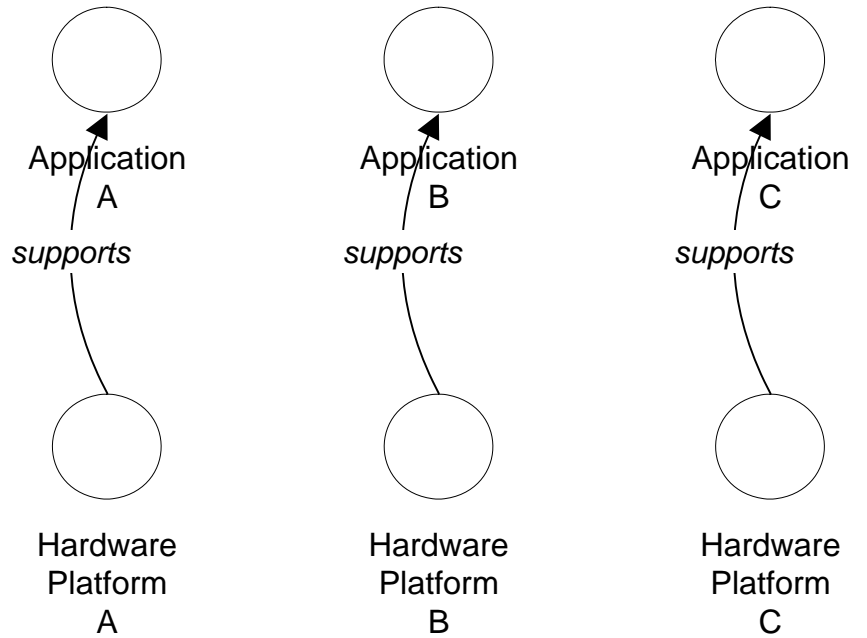 Application
A
Application
B
Application
C
supports
supports
supports
Hardware
Platform
A
Hardware
Platform
B
Hardware
Platform
C